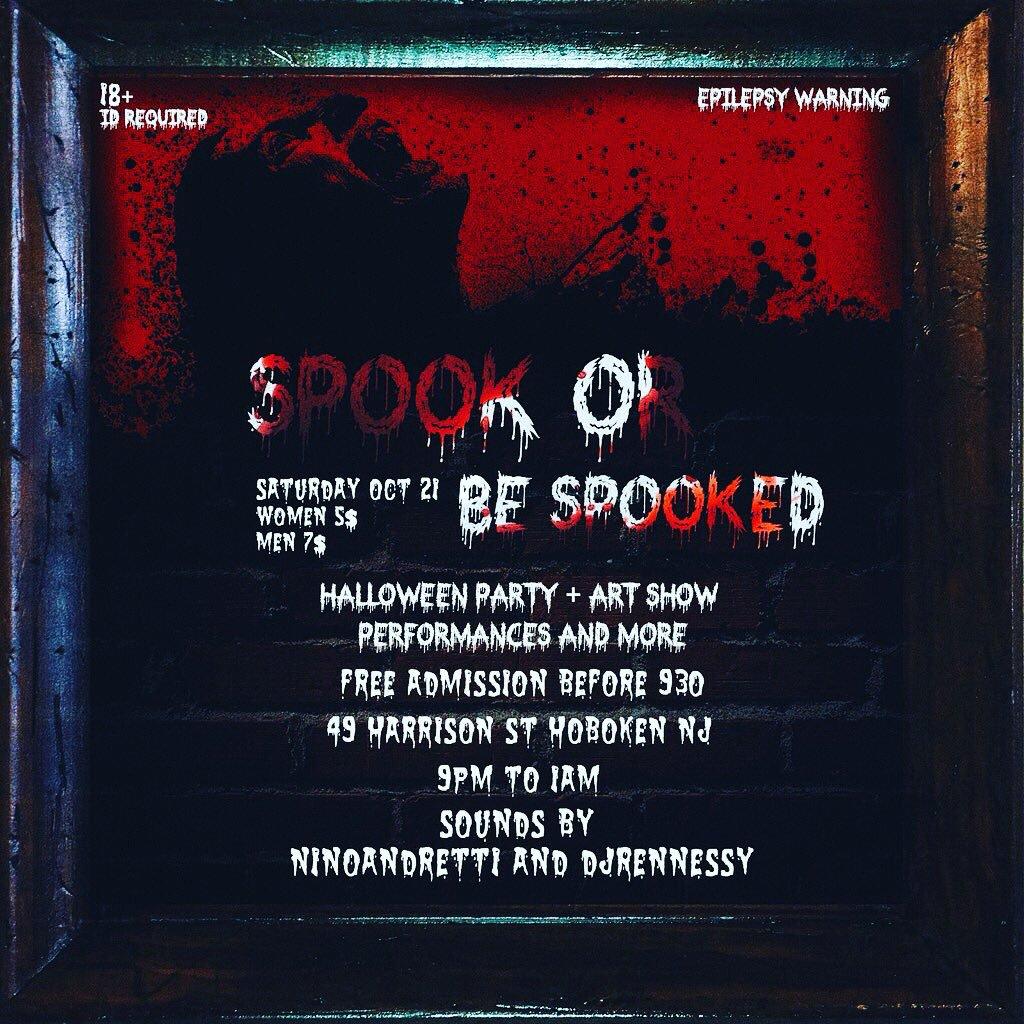 18+
ID REQUIRED
EPILEPSY WARNING
SPOOK OR
BE SPOOKED
SATURDAY OCT 21
WOMEN 5$
MEN 7$
HALLOWEEN PARTY + ART SHOW
PERFORMANCES AND MORE
FREE ADMISSION BEFORE 930
49 HARRISON ST HOBOKEN NJ
9PM TO 1AM
SOUNDS BY
NINOANDRETTI AND DJRENNESSY